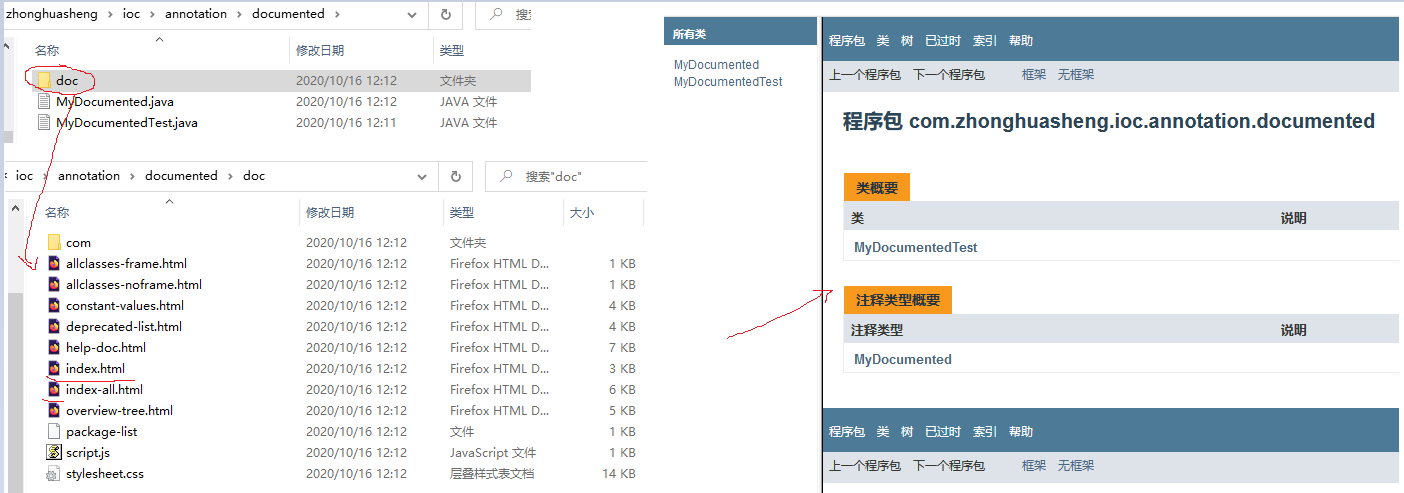 zhonghuasheng › ioc › annotation › documented ›
名称 修改日期 类型
doc 2020/10/16 12:12 文件夹
MyDocumented.java 2020/10/16 12:12 JAVA 文件
MyDocumentedTest.java 2020/10/16 12:11 JAVA 文件
ioc › annotation › documented › doc 搜索"doc"
名称 修改日期 类型 大小
com 2020/10/16 12:12 文件夹
allclasses-frame.html 2020/10/16 12:12 Firefox HTML D... 1 KB
allclasses-noframe.html 2020/10/16 12:12 Firefox HTML D... 1 KB
constant-values.html 2020/10/16 12:12 Firefox HTML D... 4 KB
deprecated-list.html 2020/10/16 12:12 Firefox HTML D... 4 KB
help-doc.html 2020/10/16 12:12 Firefox HTML D... 7 KB
index.html 2020/10/16 12:12 Firefox HTML D... 3 KB
index-all.html 2020/10/16 12:12 Firefox HTML D... 6 KB
overview-tree.html 2020/10/16 12:12 Firefox HTML D... 5 KB
package-list 2020/10/16 12:12 文件 1 KB
script.js 2020/10/16 12:12 JavaScript 文件 1 KB
stylesheet.css 2020/10/16 12:12 层叠样式表文档 14 KB
所有类
MyDocumented
MyDocumentedTest
程序包 类 树 已过时 索引 帮助
上一个程序包 下一个程序包 框架 无框架
程序包 com.zhonghuasheng.ioc.annotation.documented
类概要
类 说明
MyDocumentedTest
注释类型概要
注释类型 说明
MyDocumented
程序包 类 树 已过时 索引 帮助
上一个程序包 下一个程序包 框架 无框架